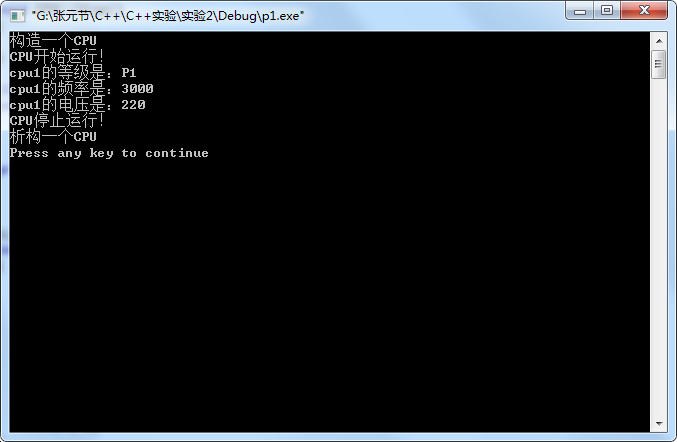 "G:\张元节\C++\C++实验\实验2\Debug\p1.exe"
构造一个CPU
CPU开始运行!
cpu1的等级是: P1
cpu1的频率是: 3000
cpu1的电压是: 220
CPU停止运行!
析构一个CPU
Press any key to continue